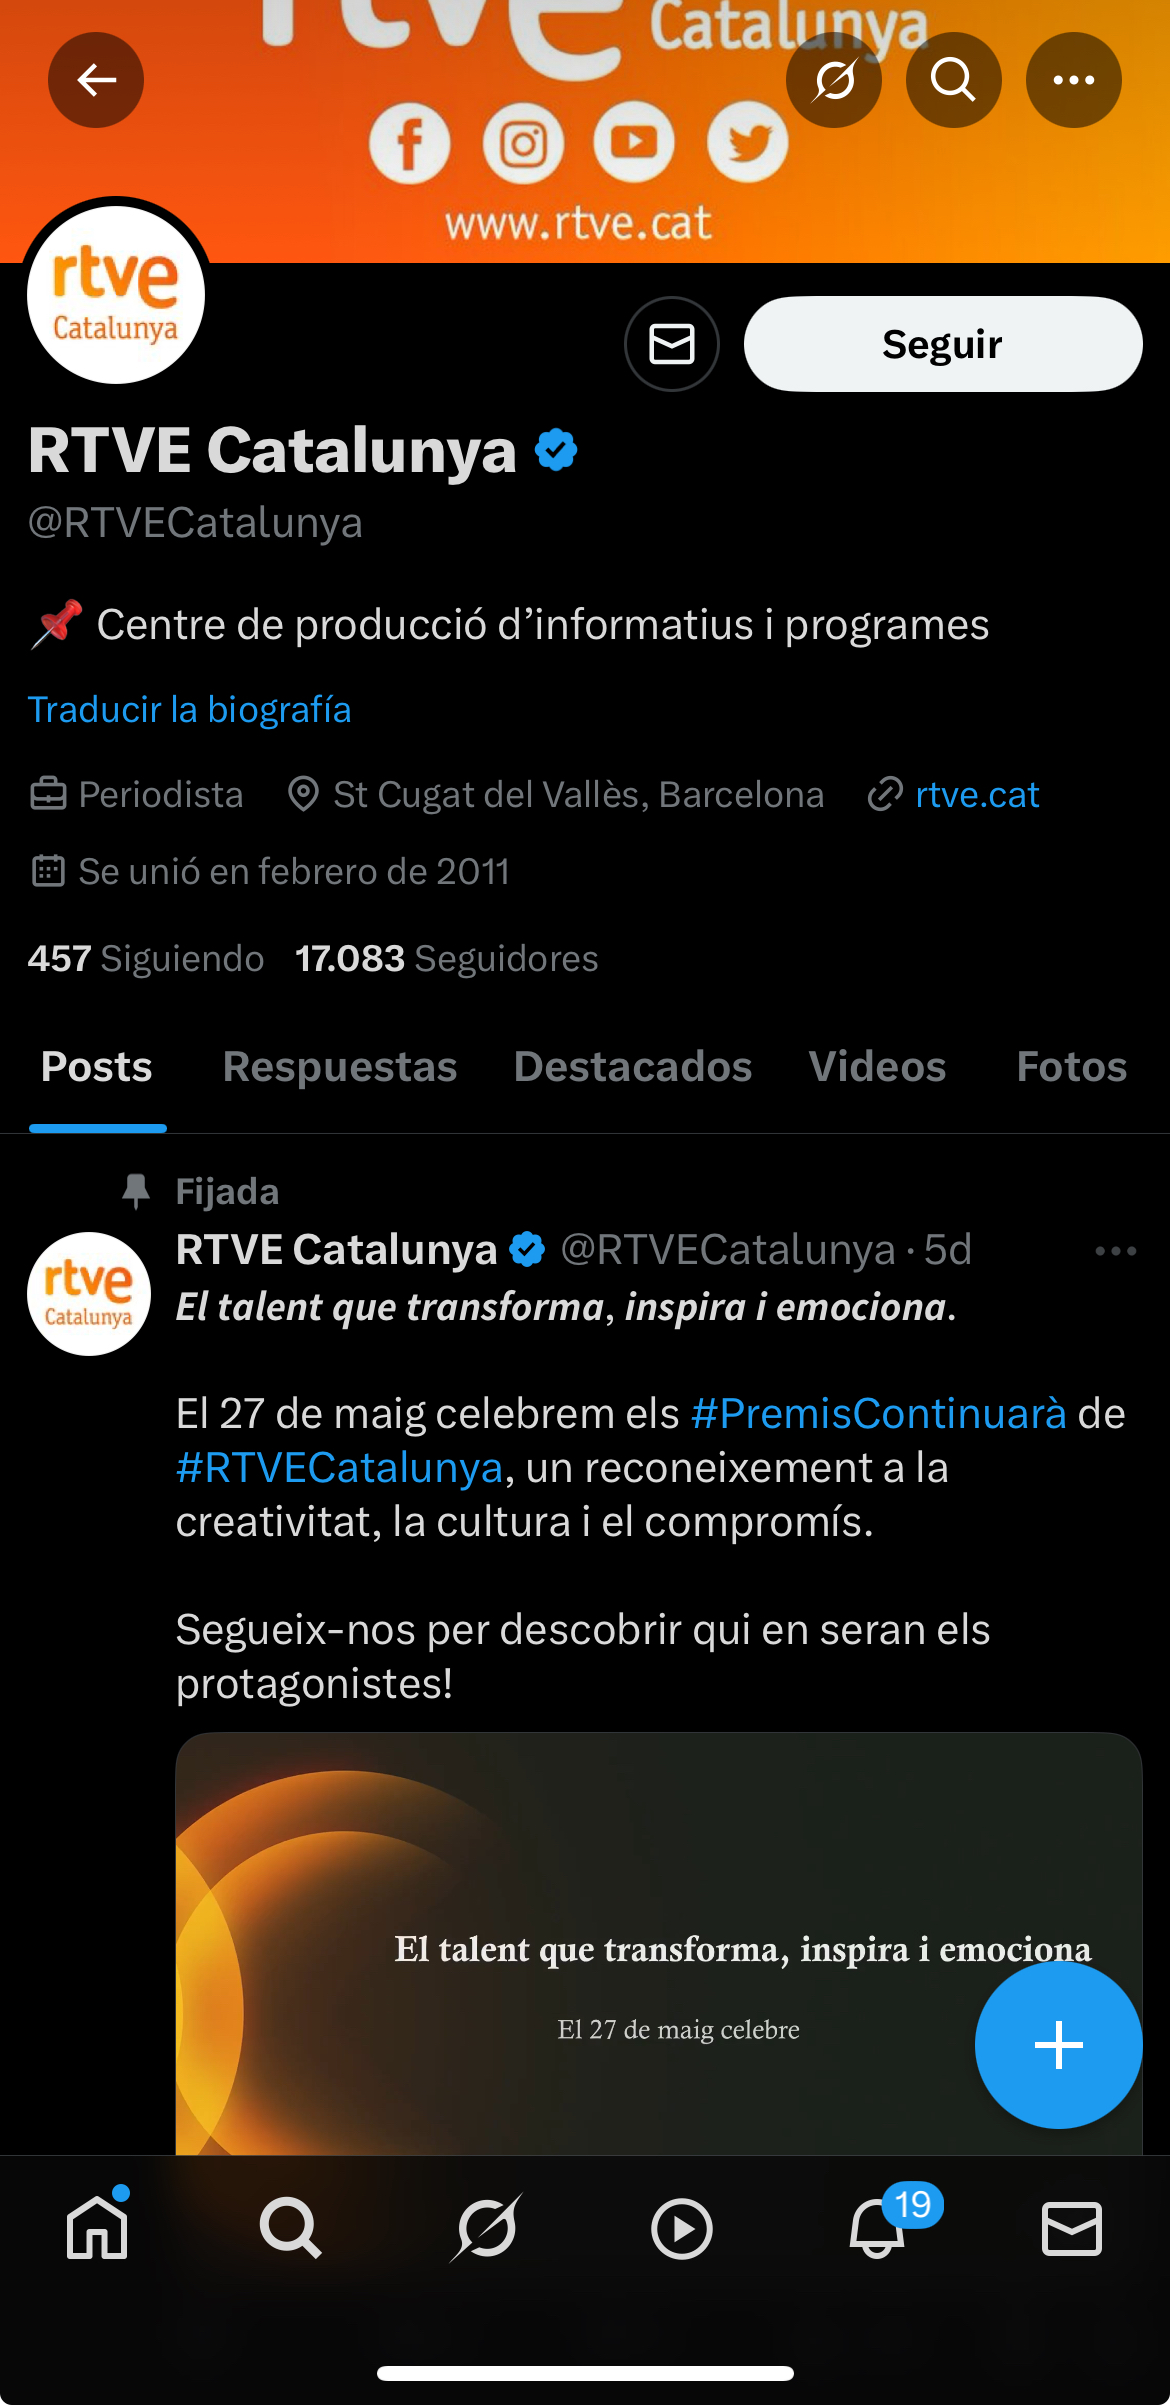 rtve Catalunya
www.rtve.cat
rtve
Catalunya
Seguir
RTVE Catalunya
@RTVECatalunya
📌 Centre de producció d’informatius i programes
Traducir la biografía
Periodista St Cugat del Vallès, Barcelona rtve.cat
Se unió en febrero de 2011
457 Siguiendo 17.083 Seguidores
Posts Respuestas Destacados Videos Fotos
Fijada
RTVE Catalunya @RTVECatalunya · 5d
rtve
Catalunya
El talent que transforma, inspira i emociona.
El 27 de maig celebrem els #PremisContinuarà de
#RTVECatalunya, un reconeixement a la
creativitat, la cultura i el compromís.
Segueix-nos per descobrir qui en seran els
protagonistes!
El talent que transforma, inspira i emociona
El 27 de maig celebre
19